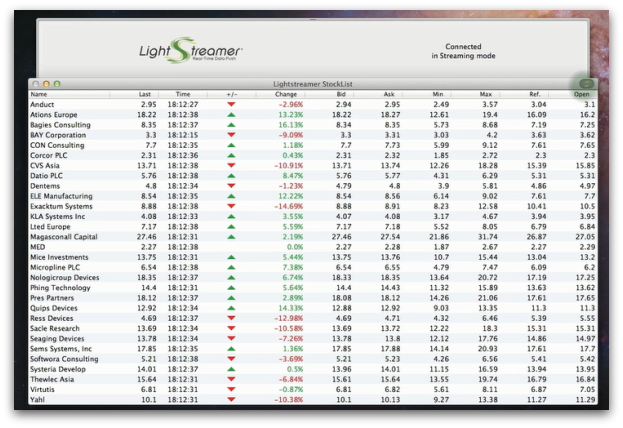 LightStreamer
Real-Time Data Push
Connected
in Streaming mode
Lightstreamer StockList
Name Last Time +/- Change Bid Ask Min Max Ref. Open
Anduct 2.95 18:12:27 -2.96% 2.94 2.95 2.49 3.57 3.04 3.1
Ations Europe 18.22 18:12:38 13.23% 18.22 18.27 12.61 19.4 16.09 16.2
Bagies Consulting 8.35 18:12:37 16.13% 8.34 8.35 5.73 8.68 7.19 7.25
BAY Corporation 3.3 18:12:15 -9.09% 3.3 3.31 3.03 4.2 3.63 3.62
CON Consulting 7.7 18:12:35 1.18% 7.7 7.73 5.99 9.12 7.61 7.65
Corcor PLC 2.31 18:12:36 0.43% 2.31 2.32 1.85 2.72 2.3 2.3
CVS Asia 13.71 18:12:38 -10.91% 13.71 13.74 12.26 18.28 15.39 15.85
Datio PLC 5.76 18:12:38 8.47% 5.76 5.77 4.31 6.29 5.31 5.31
Dentems 4.8 18:12:34 -1.23% 4.79 4.8 3.9 5.81 4.86 4.97
ELE Manufacturing 8.54 18:12:35 12.22% 8.54 8.56 6.14 9.02 7.61 7.7
Exacktum Systems 8.88 18:12:38 -14.69% 8.88 8.91 8.23 12.58 10.41 10.5
KLA Systems Inc 4.08 18:12:33 3.55% 4.07 4.08 3.17 4.67 3.94 3.95
Lted Europe 7.17 18:12:38 5.59% 7.17 7.18 5.52 8.05 6.79 6.84
Magasconall Capital 27.46 18:12:31 2.19% 27.46 27.54 21.86 31.74 26.87 27.05
MED 2.27 18:12:38 0.0% 2.27 2.28 1.87 2.67 2.27 2.29
Mice Investments 13.75 18:12:31 5.44% 13.75 13.76 10.7 15.44 13.04 13.2
Micropline PLC 6.54 18:12:38 7.38% 6.54 6.55 4.79 7.47 6.09 6.2
Nologicroup Devices 18.35 18:12:38 6.74% 18.33 18.35 13.64 20.72 17.19 17.25
Phing Technology 14.4 18:12:31 5.64% 14.4 14.43 11.32 15.89 13.63 13.62
Pres Partners 18.12 18:12:37 2.89% 18.08 18.12 14.26 21.06 17.61 17.65
Quips Devices 12.92 18:12:34 14.33% 12.88 12.92 9.03 13.35 11.3 11.3
Ress Devices 4.69 18:12:37 -12.98% 4.69 4.71 4.32 6.46 5.39 5.55
Sacle Research 13.69 18:12:34 -10.58% 13.69 13.72 12.22 18.3 15.31 15.31
Seaging Devices 13.78 18:12:34 -7.26% 13.78 13.8 12.12 17.76 14.86 14.97
Sems Systems, Inc 17.85 18:12:35 1.36% 17.85 17.88 14.14 20.93 17.61 17.7
Softwora Consulting 5.21 18:12:38 -3.69% 5.21 5.23 4.26 6.56 5.41 5.42
Systeria Develop 14.01 18:12:37 0.5% 13.96 14.01 11.15 16.59 13.94 13.95
Thewlec Asia 15.64 18:12:31 -6.84% 15.61 15.64 13.55 19.74 16.79 16.84
Virtutis 6.81 18:12:31 -0.87% 6.81 6.82 5.61 8.11 6.87 7.05
Yahl 10.1 18:12:31 -10.38% 10.1 10.13 9.27 13.38 11.27 11.29